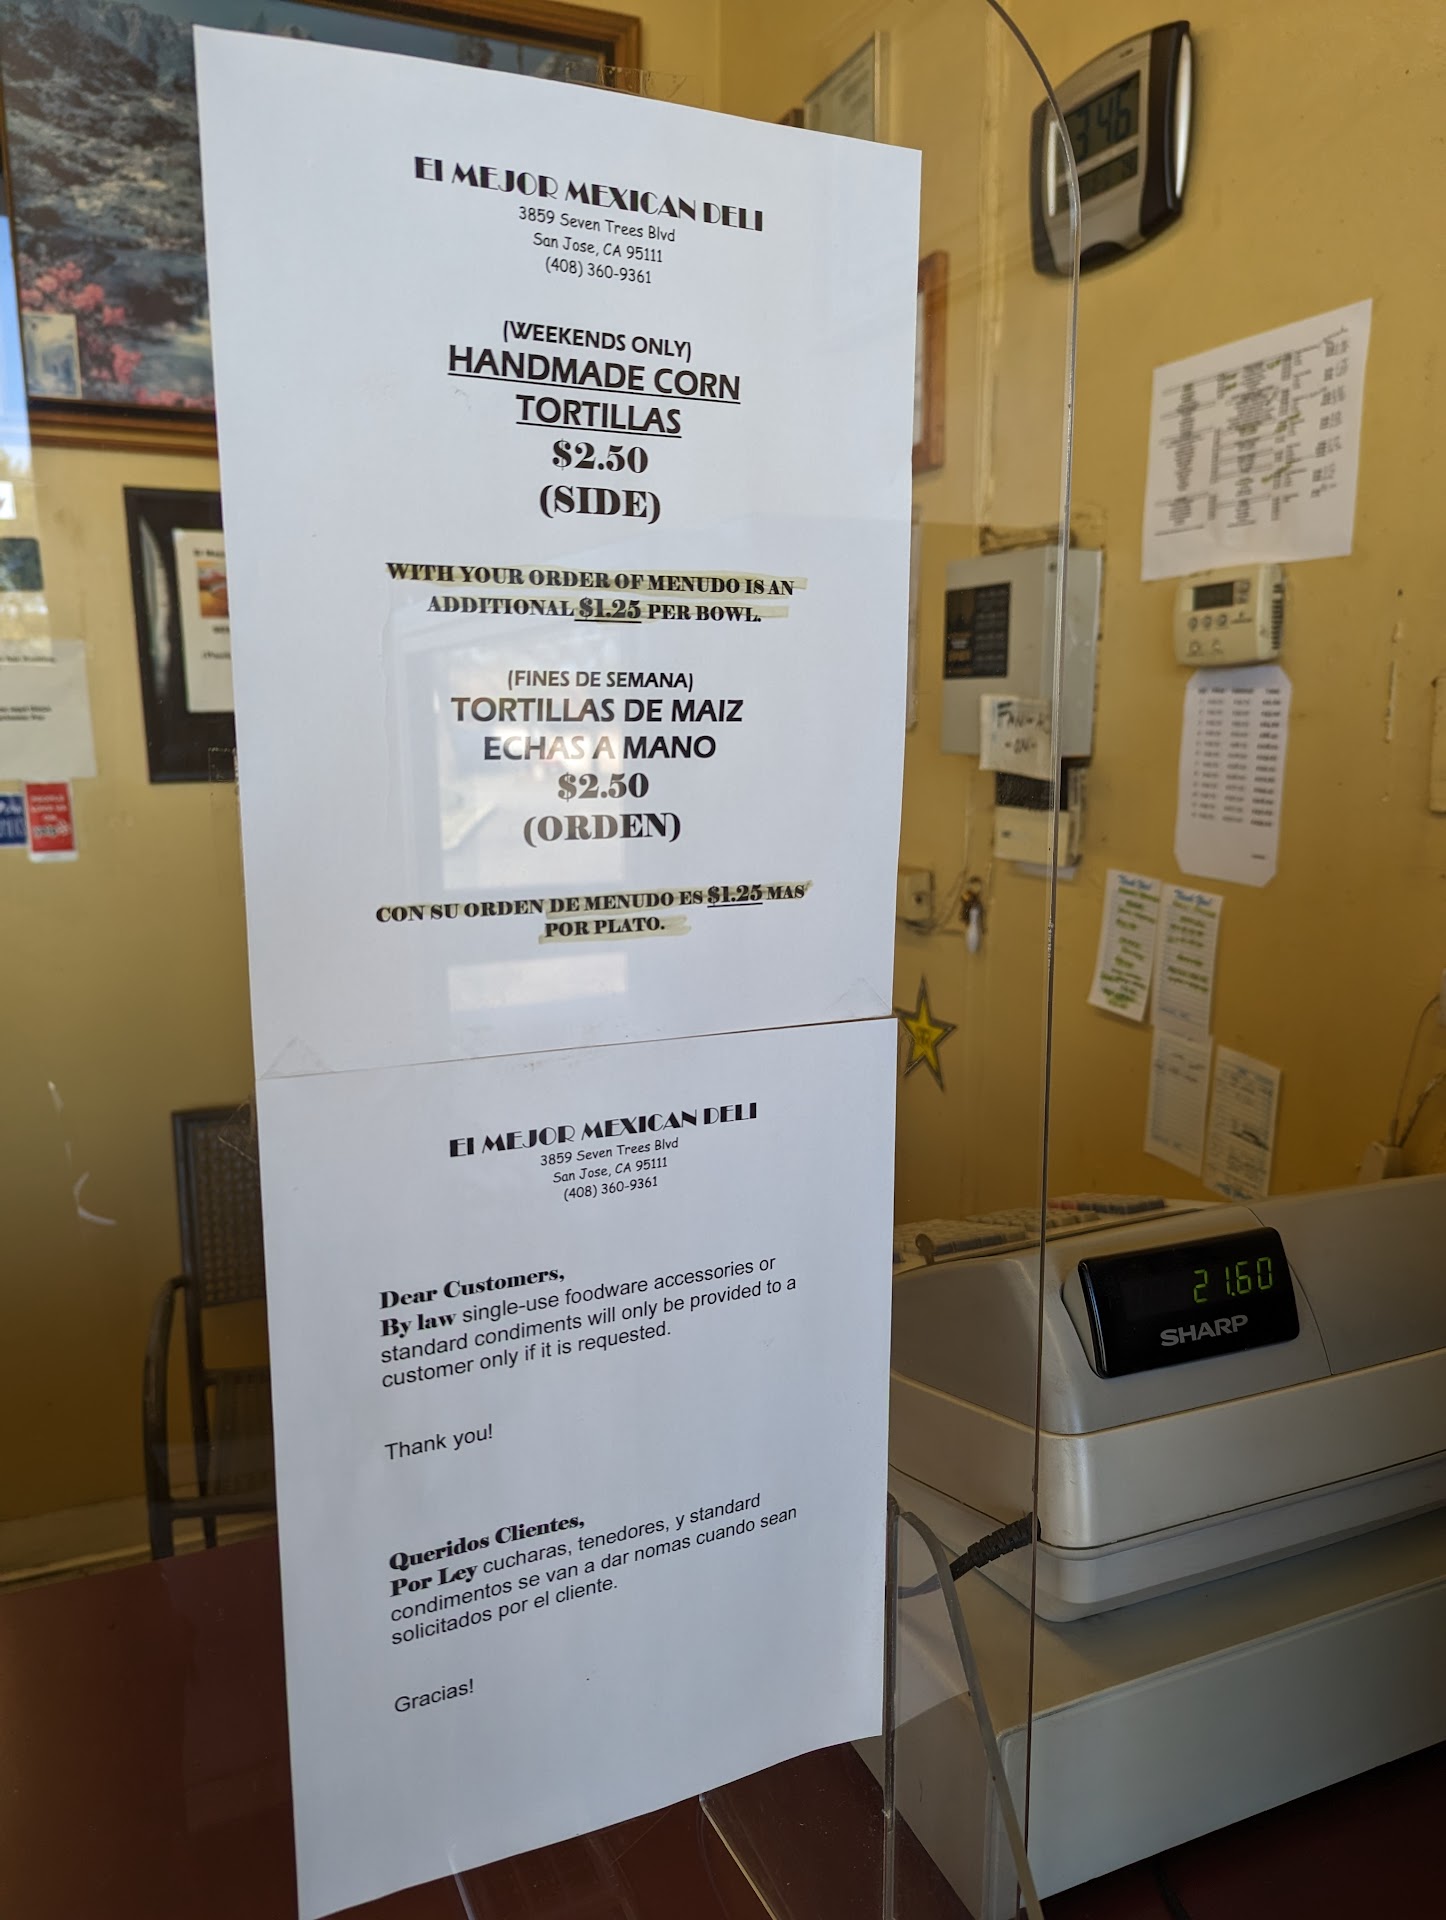 El MEJOR MEXICAN DELI
3859 Seven Trees Blvd
San Jose, CA 95111
(408) 360-9361
(WEEKENDS ONLY)
HANDMADE CORN
TORTILLAS
$2.50
(SIDE)
WITH YOUR ORDER OF MENUDO IS AN
ADDITIONAL $1.25 PER BOWL.
(FINES DE SEMANA)
TORTILLAS DE MAIZ
ECHAS A MANO
$2.50
(ORDEN)
CON SU ORDEN DE MENUDO ES $1.25 MAS
POR PLATO.
El MEJOR MEXICAN DELI
3859 Seven Trees Blvd
San Jose, CA 95111
(408) 360-9361
Dear Customers,
By law single-use foodware accessories or
standard condiments will only be provided to a
customer only if it is requested.
Thank you!
Queridos Clientes,
Por Ley cucharas, tenedores, y standard
condimentos se van a dar nomas cuando sean
solicitados por el cliente.
Gracias!
3:46
21.60
SHARP
Thank You!
Thank You!